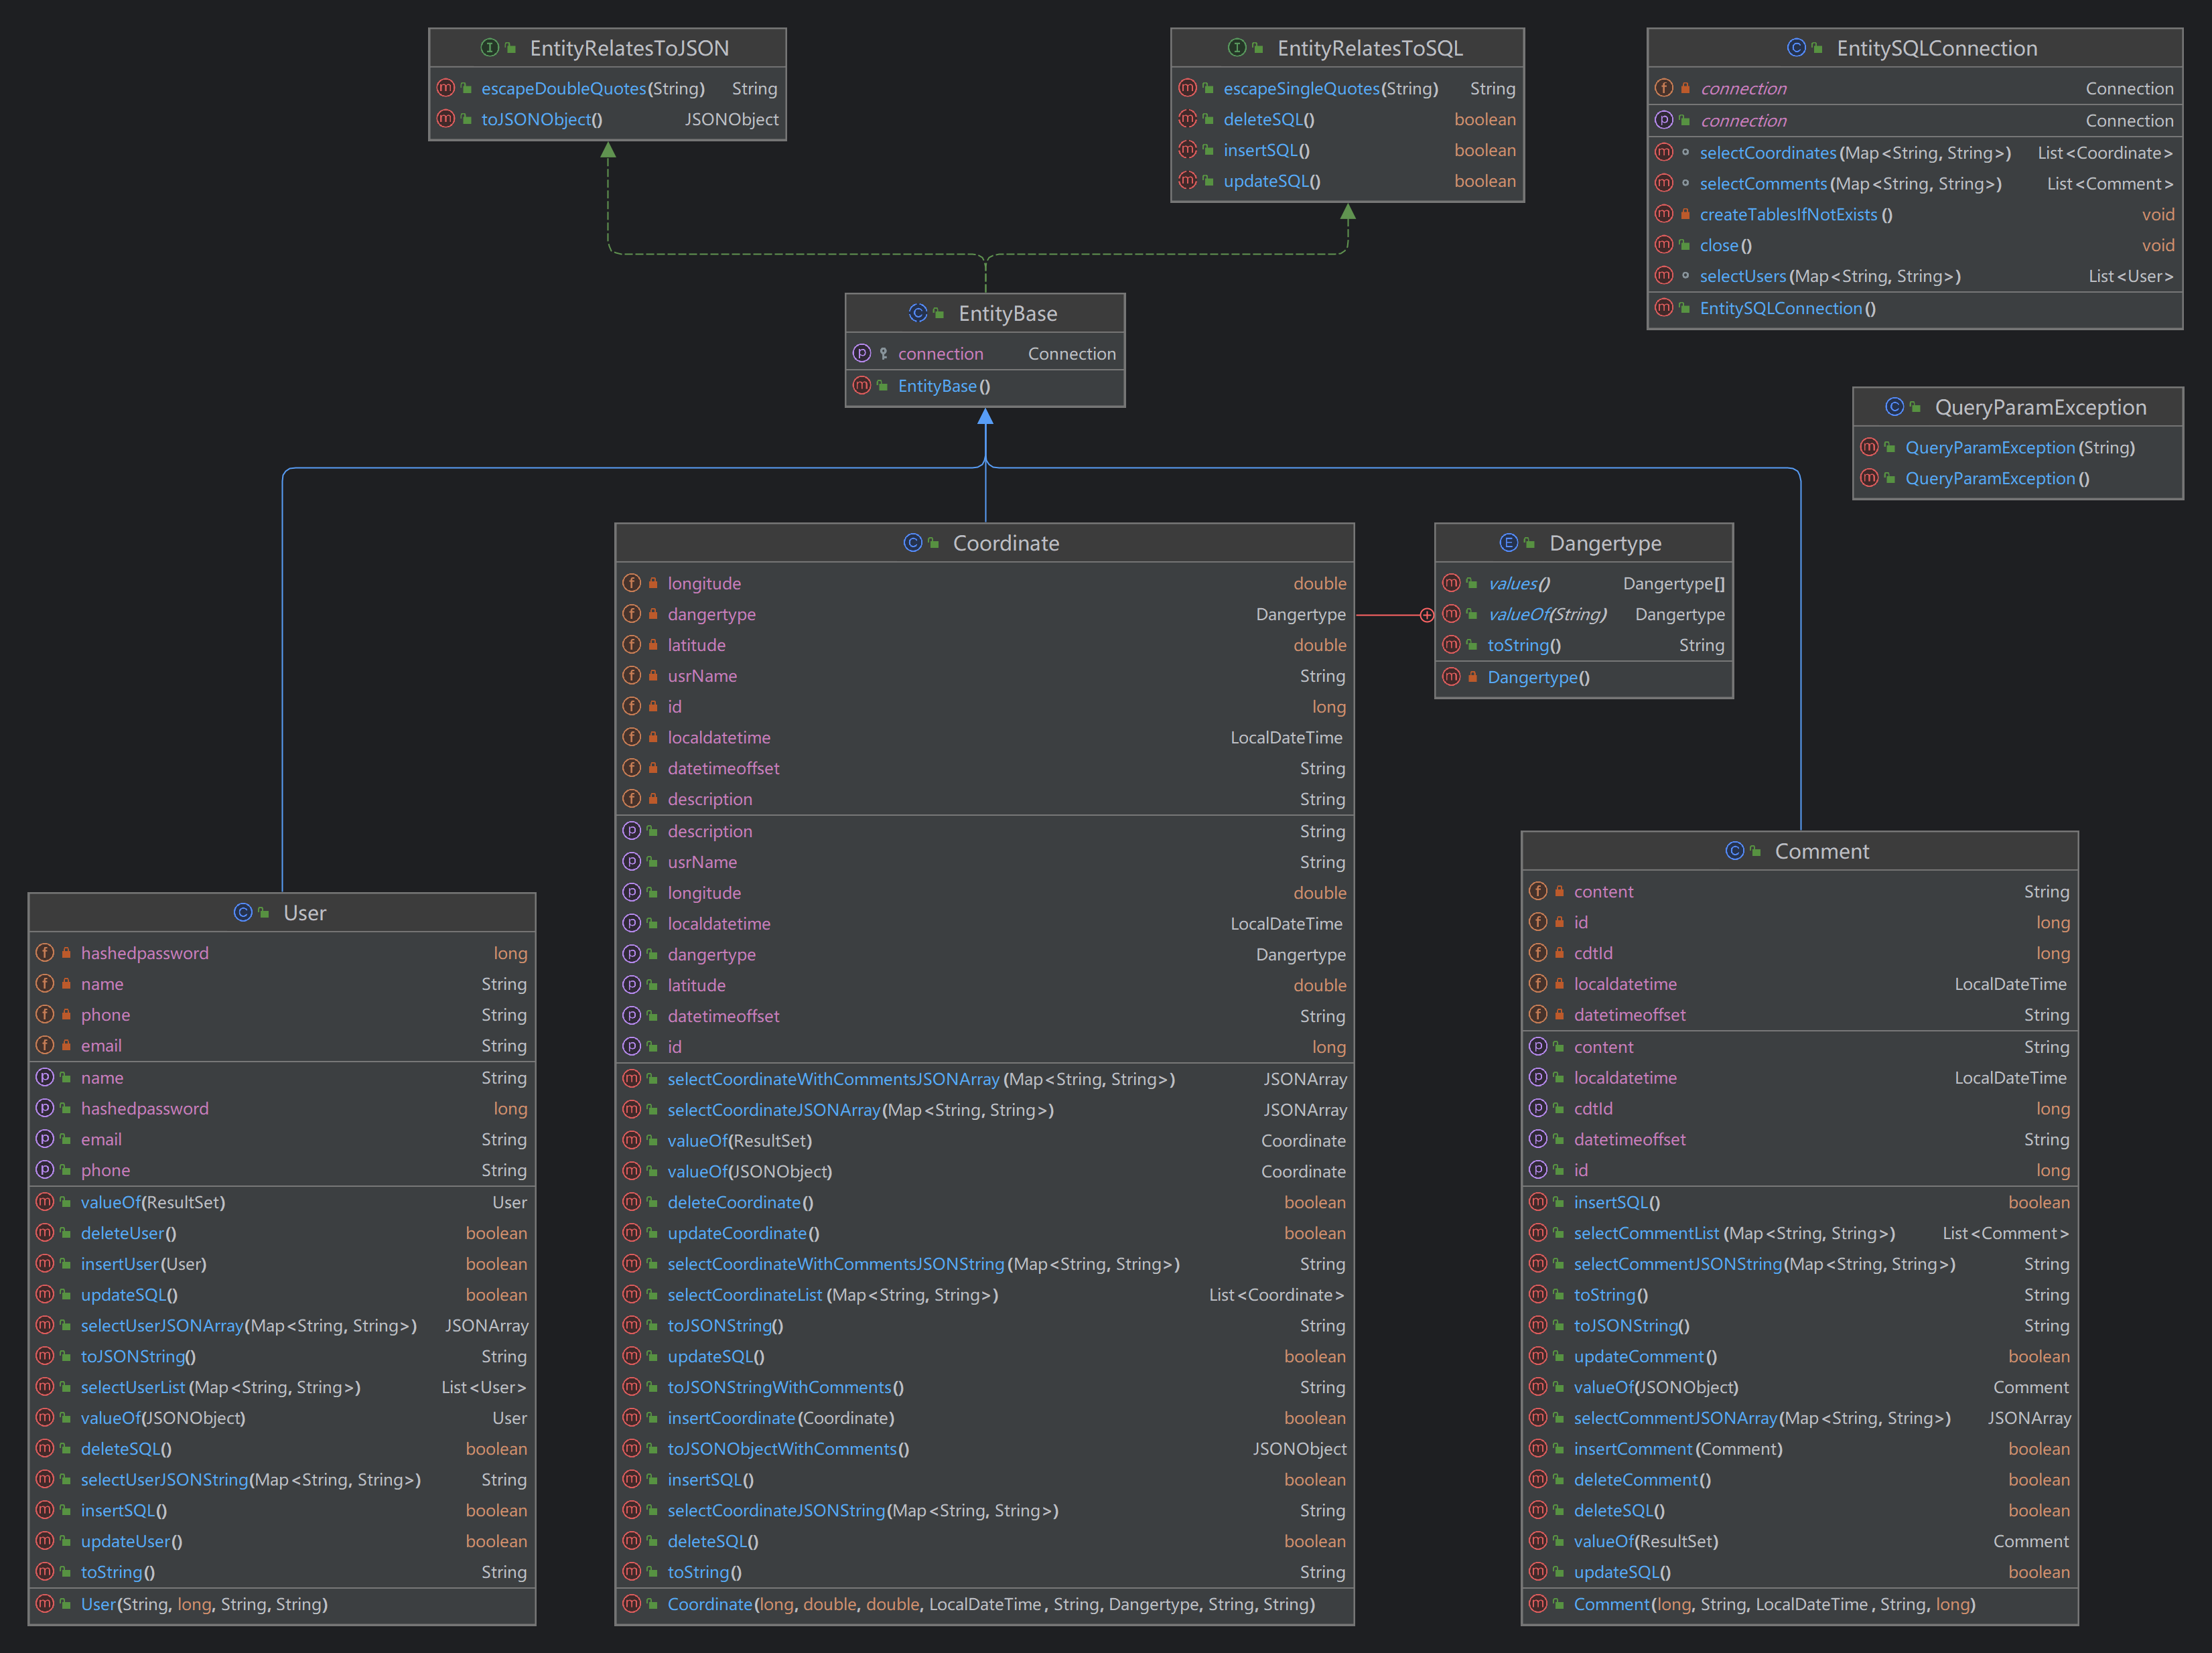 EntityRelatesToJSON
escapeDoubleQuotes(String) String
toJSONObject() JSONObject
EntityRelatesToSQL
escapeSingleQuotes(String) String
deleteSQL() boolean
insertSQL() boolean
updateSQL() boolean
EntitySQLConnection
connection Connection
connection Connection
selectCoordinates(Map<String, String>) List<Coordinate>
selectComments(Map<String, String>) List<Comment>
createTablesIfNotExists() void
close() void
selectUsers(Map<String, String>) List<User>
EntitySQLConnection()
EntityBase
connection Connection
EntityBase()
QueryParamException
QueryParamException(String)
QueryParamException()
Coordinate
longitude double
dangertype Dangertype
latitude double
usrName String
id long
localdatetime LocalDateTime
datetimeoffset String
description String
description String
usrName String
longitude double
localdatetime LocalDateTime
dangertype Dangertype
latitude double
datetimeoffset String
id long
selectCoordinateWithCommentsJSONArray(Map<String, String>) JSONArray
selectCoordinateJSONArray(Map<String, String>) JSONArray
valueOf(ResultSet) Coordinate
valueOf(JSONObject) Coordinate
deleteCoordinate() boolean
updateCoordinate() boolean
selectCoordinateWithCommentsJSONString(Map<String, String>) String
selectCoordinateList(Map<String, String>) List<Coordinate>
toJSONString() String
updateSQL() boolean
toJSONStringWithComments() String
insertCoordinate(Coordinate) boolean
toJSONObjectWithComments() JSONObject
insertSQL() boolean
selectCoordinateJSONString(Map<String, String>) String
deleteSQL() boolean
toString() String
Coordinate(long, double, double, LocalDateTime, String, Dangertype, String, String)
Dangertype
values() Dangertype[]
valueOf(String) Dangertype
toString() String
Dangertype()
User
hashedpassword long
name String
phone String
email String
name String
hashedpassword long
email String
phone String
valueOf(ResultSet) User
deleteUser() boolean
insertUser(User) boolean
updateSQL() boolean
selectUserJSONArray(Map<String, String>) JSONArray
toJSONString() String
selectUserList(Map<String, String>) List<User>
valueOf(JSONObject) User
deleteSQL() boolean
selectUserJSONString(Map<String, String>) String
insertSQL() boolean
updateUser() boolean
toString() String
User(String, long, String, String)
Comment
content String
id long
cdtId long
localdatetime LocalDateTime
datetimeoffset String
content String
localdatetime LocalDateTime
cdtId long
datetimeoffset String
id long
insertSQL() boolean
selectCommentList(Map<String, String>) List<Comment>
selectCommentJSONString(Map<String, String>) String
toString() String
toJSONString() String
updateComment() boolean
valueOf(JSONObject) Comment
selectCommentJSONArray(Map<String, String>) JSONArray
insertComment(Comment) boolean
deleteComment() boolean
deleteSQL() boolean
valueOf(ResultSet) Comment
updateSQL() boolean
Comment(long, String, LocalDateTime, String, long)